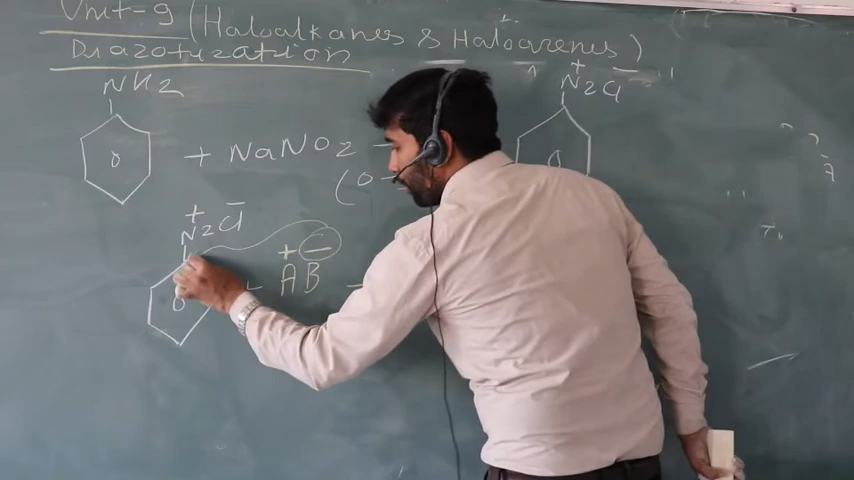 Unit-9 (Haloalkanes & Haloarenes)
Diazotization
NH2 + N2Cl -
+ NaNO2
(0-
+ N2Cl -
+ -
AB
+